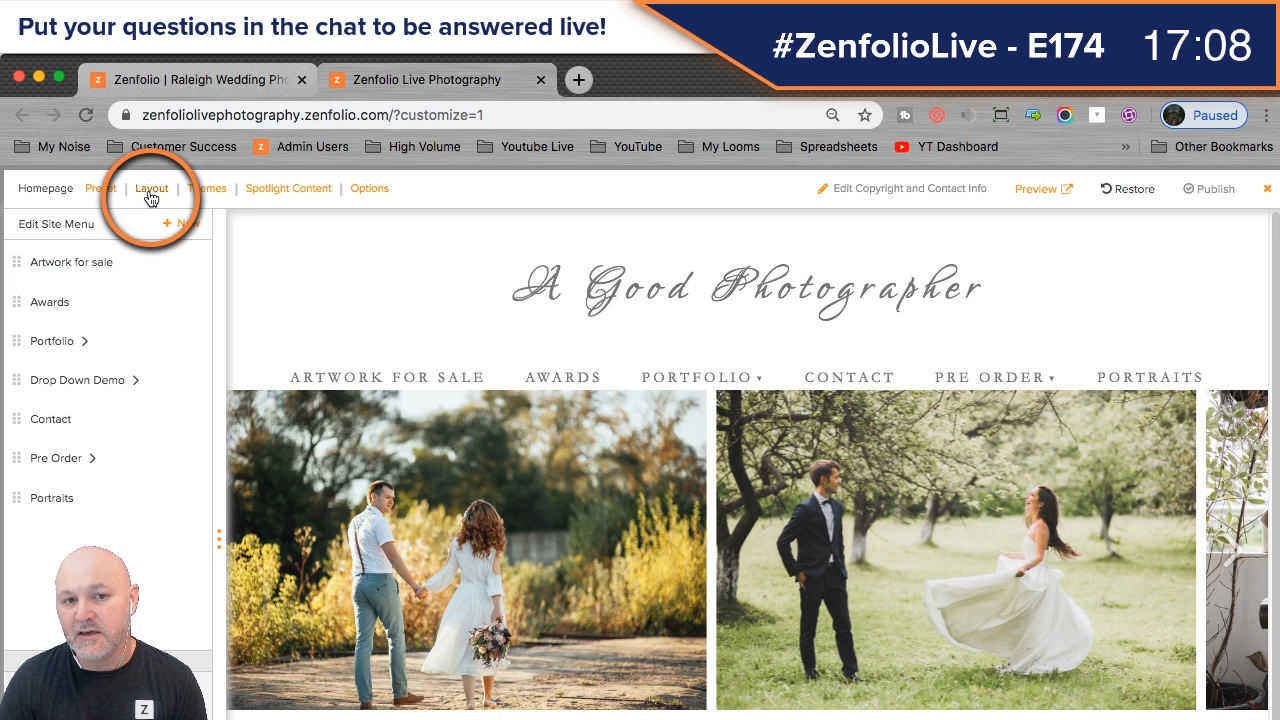 Put your questions in the chat to be answered live!
#ZenfolioLive - E174 17:08
Z Zenfolio | Raleigh Wedding Pho
Z Zenfolio Live Photography
zenfoliolivephotography.zenfolio.com/?customize=1
Paused
My Noise Customer Success Z Admin Users High Volume Youtube Live YouTube My Looms Spreadsheets YT Dashboard » Other Bookmarks
Homepage Preset | Layout | Themes | Spotlight Content | Options
Edit Copyright and Contact Info Preview Restore Publish
Edit Site Menu + New
Artwork for sale
Awards
Portfolio
Drop Down Demo
Contact
Pre Order
Portraits
A Good Photographer
ARTWORK FOR SALE AWARDS PORTFOLIO CONTACT PRE ORDER PORTRAITS
Z